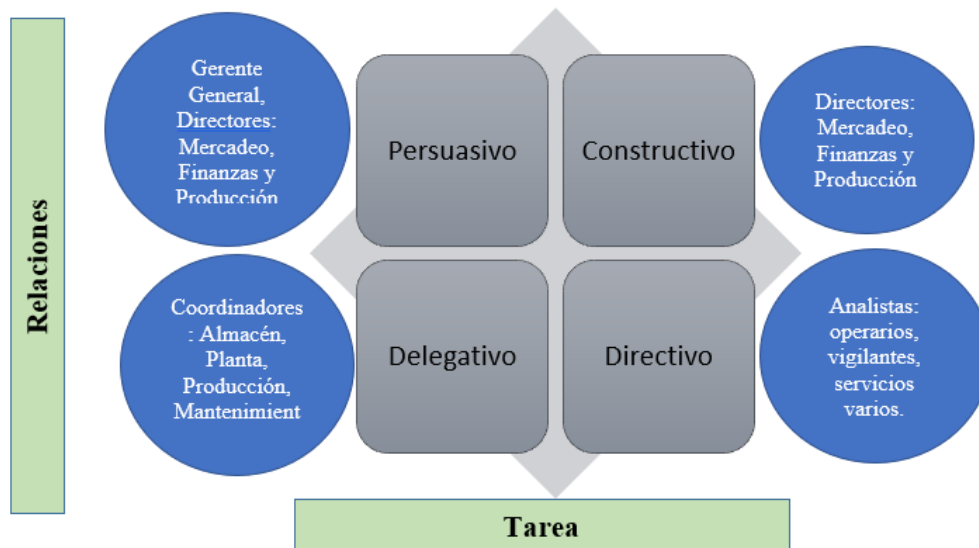 Relaciones
Gerente
General,
Directores:
Mercadeo,
Finanzas y
Producción
Persuasivo
Constructivo
Directores:
Mercadeo,
Finanzas y
Producción
Coordinadores
: Almacén,
Planta,
Producción,
Mantenimient
Delegativo
Directivo
Analistas:
operarios,
vigilantes,
servicios
varios.
Tarea